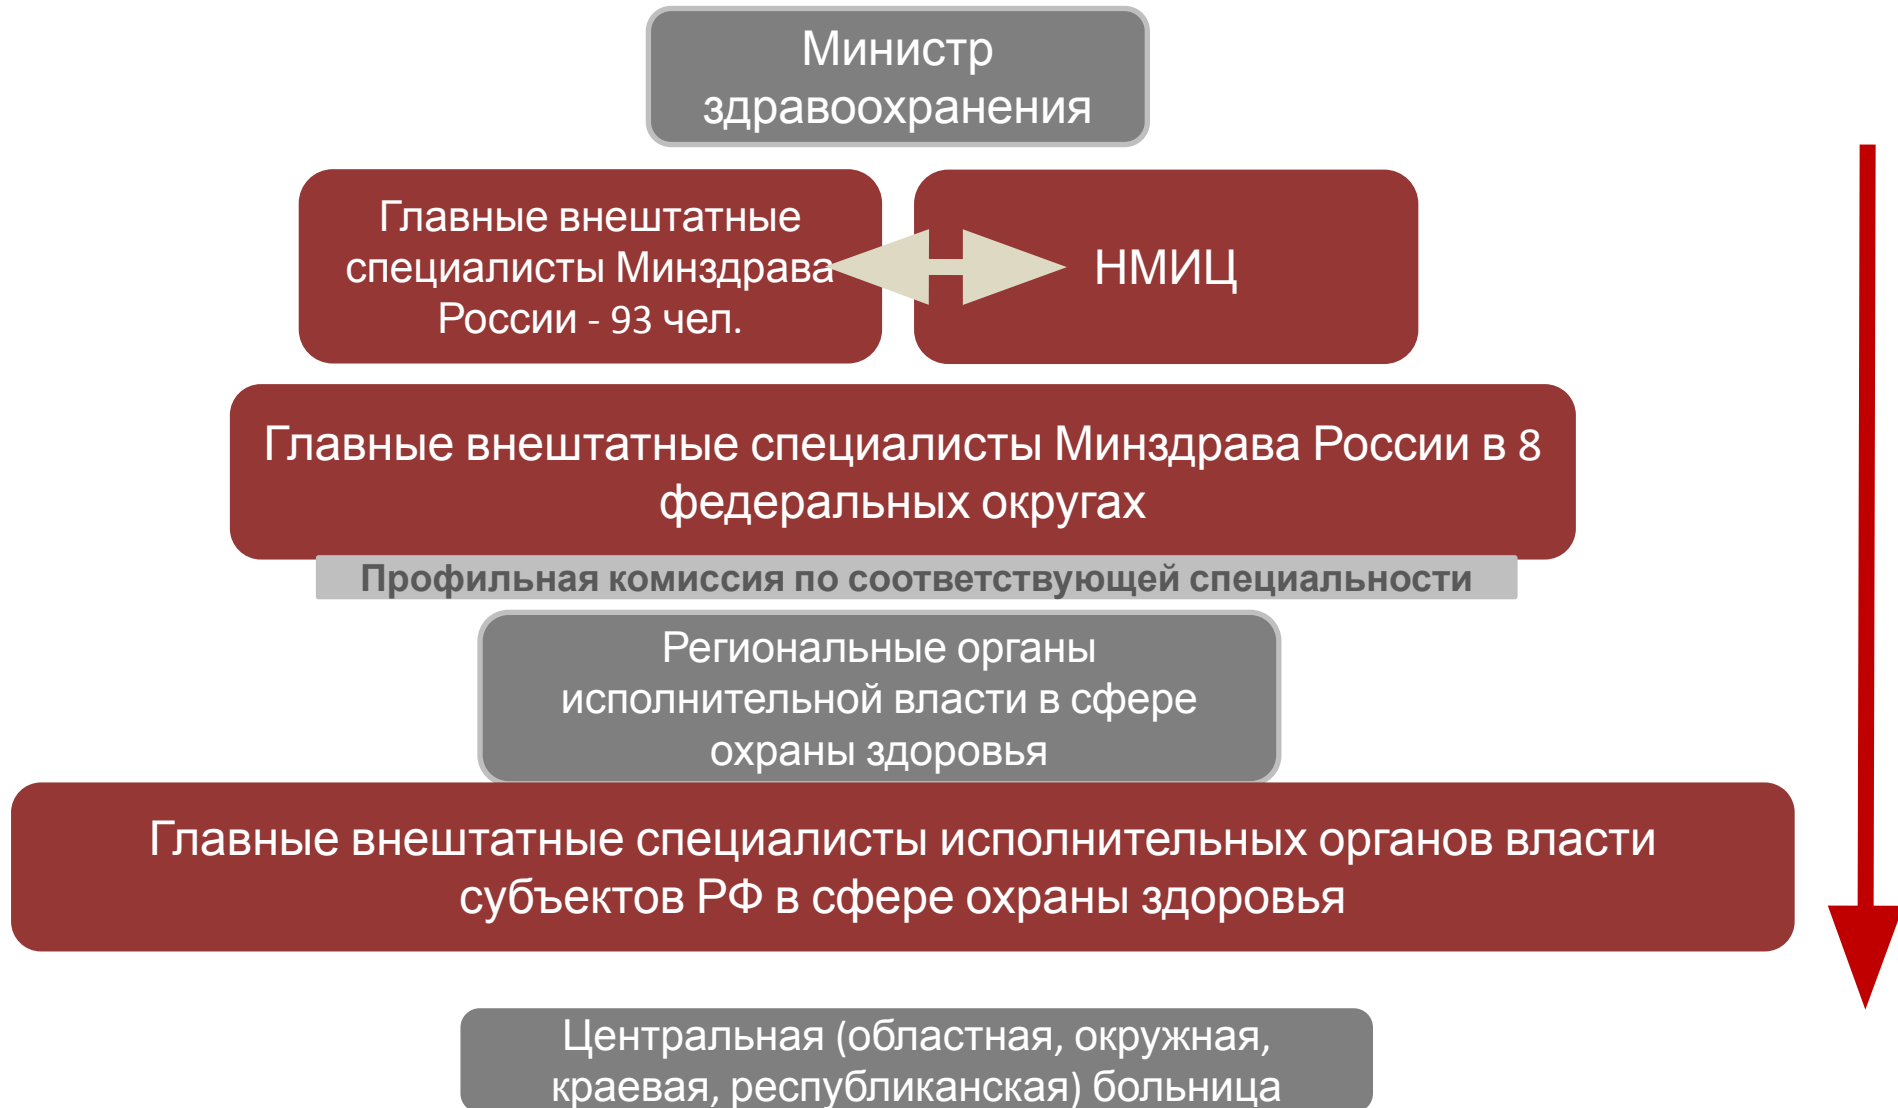 Министр
здравоохранения
Главные внештатные
специалисты Минздрава
России - 93 чел.
НМИЦ
Главные внештатные специалисты Минздрава России в 8
федеральных округах
Профильная комиссия по соответствующей специальности
Региональные органы
исполнительной власти в сфере
охраны здоровья
Главные внештатные специалисты исполнительных органов власти
субъектов РФ в сфере охраны здоровья
Центральная (областная, окружная,
краевая, республиканская) больница